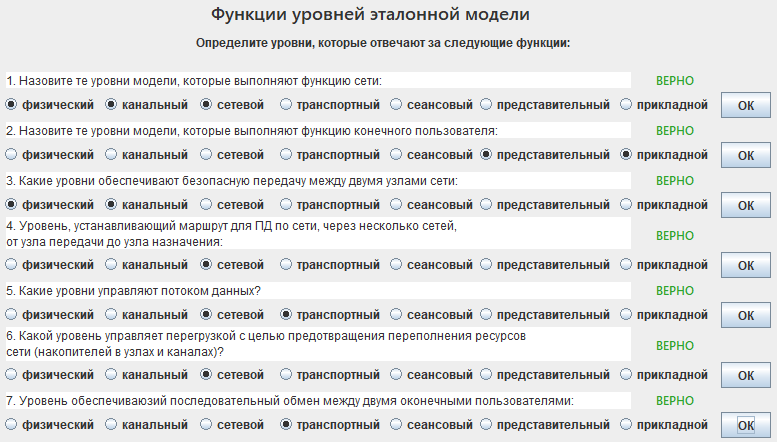 Функции уровней эталонной модели
Определите уровни, которые отвечают за следующие функции:
1. Назовите те уровни модели, которые выполняют функцию сети: ВЕРНО
физический канальный сетевой транспортный сеансовый представительный прикладной ОК
2. Назовите те уровни модели, которые выполняют функцию конечного пользователя: ВЕРНО
физический канальный сетевой транспортный сеансовый представительный прикладной ОК
3. Какие уровни обеспечивают безопасную передачу между двумя узлами сети: ВЕРНО
физический канальный сетевой транспортный сеансовый представительный прикладной ОК
4. Уровень, устанавливающий маршрут для ПД по сети, через несколько сетей,
от узла передачи до узла назначения: ВЕРНО
физический канальный сетевой транспортный сеансовый представительный прикладной ОК
5. Какие уровни управляют потоком данных? ВЕРНО
физический канальный сетевой транспортный сеансовый представительный прикладной ОК
6. Какой уровень управляет перегрузкой с целью предотвращения переполнения ресурсов
сети (накопителей в узлах и каналах)? ВЕРНО
физический канальный сетевой транспортный сеансовый представительный прикладной ОК
7. Уровень обеспечиваюзий последовательный обмен между двумя оконечными пользователями: ВЕРНО
физический канальный сетевой транспортный сеансовый представительный прикладной ОК